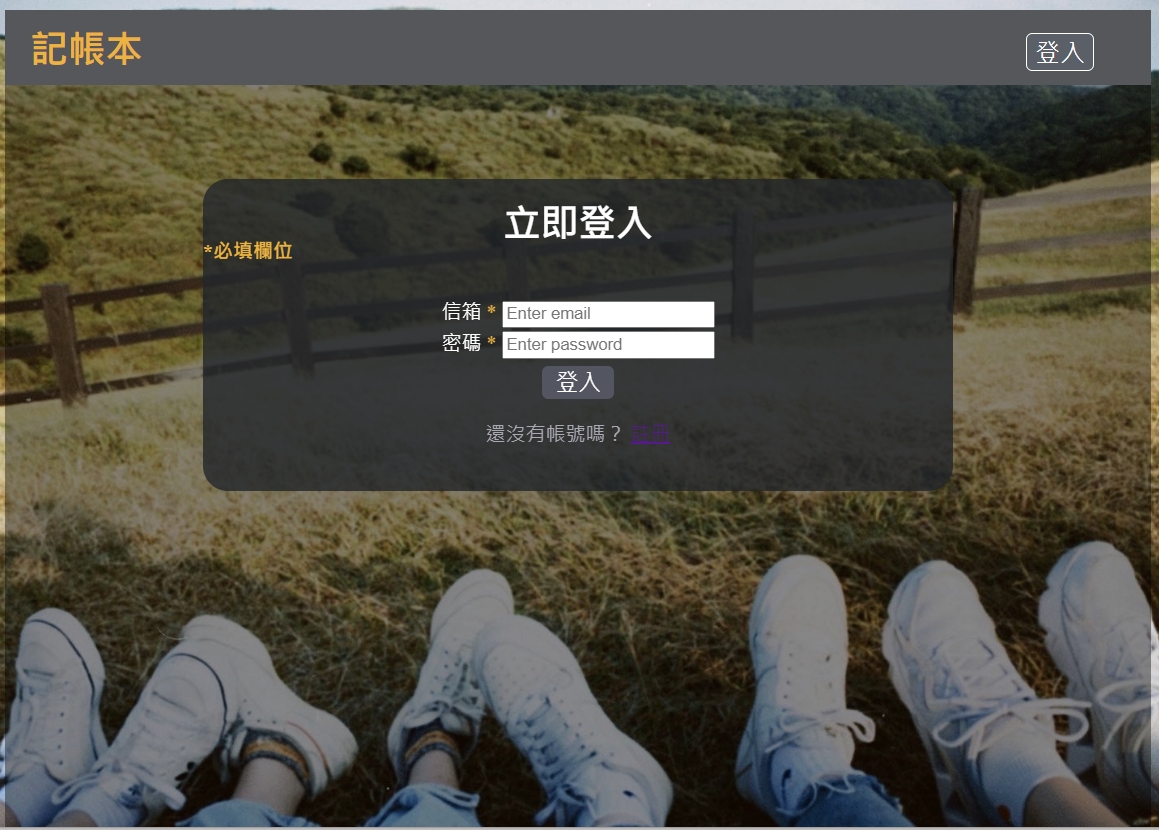 記帳本
登入
立即登入
*必填欄位
信箱 * Enter email
密碼 * Enter password
登入
還沒有帳號嗎？ 註冊